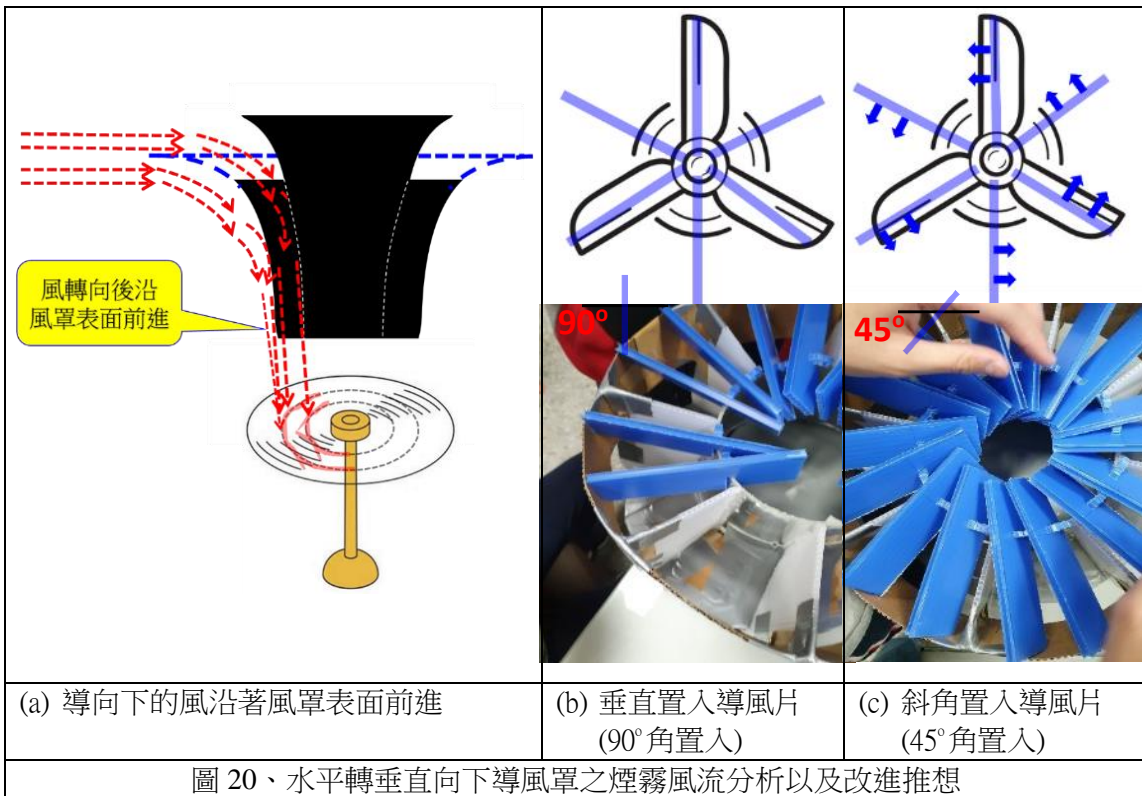 風轉向後沿
風罩表面前進
90°
45°
(a) 導向下的風沿著風罩表面前進
(b) 垂直置入導風片
(90°角置入)
(c) 斜角置入導風片
(45°角置入)
圖 20、水平轉垂直向下導風罩之煙霧風流分析以及改進推想